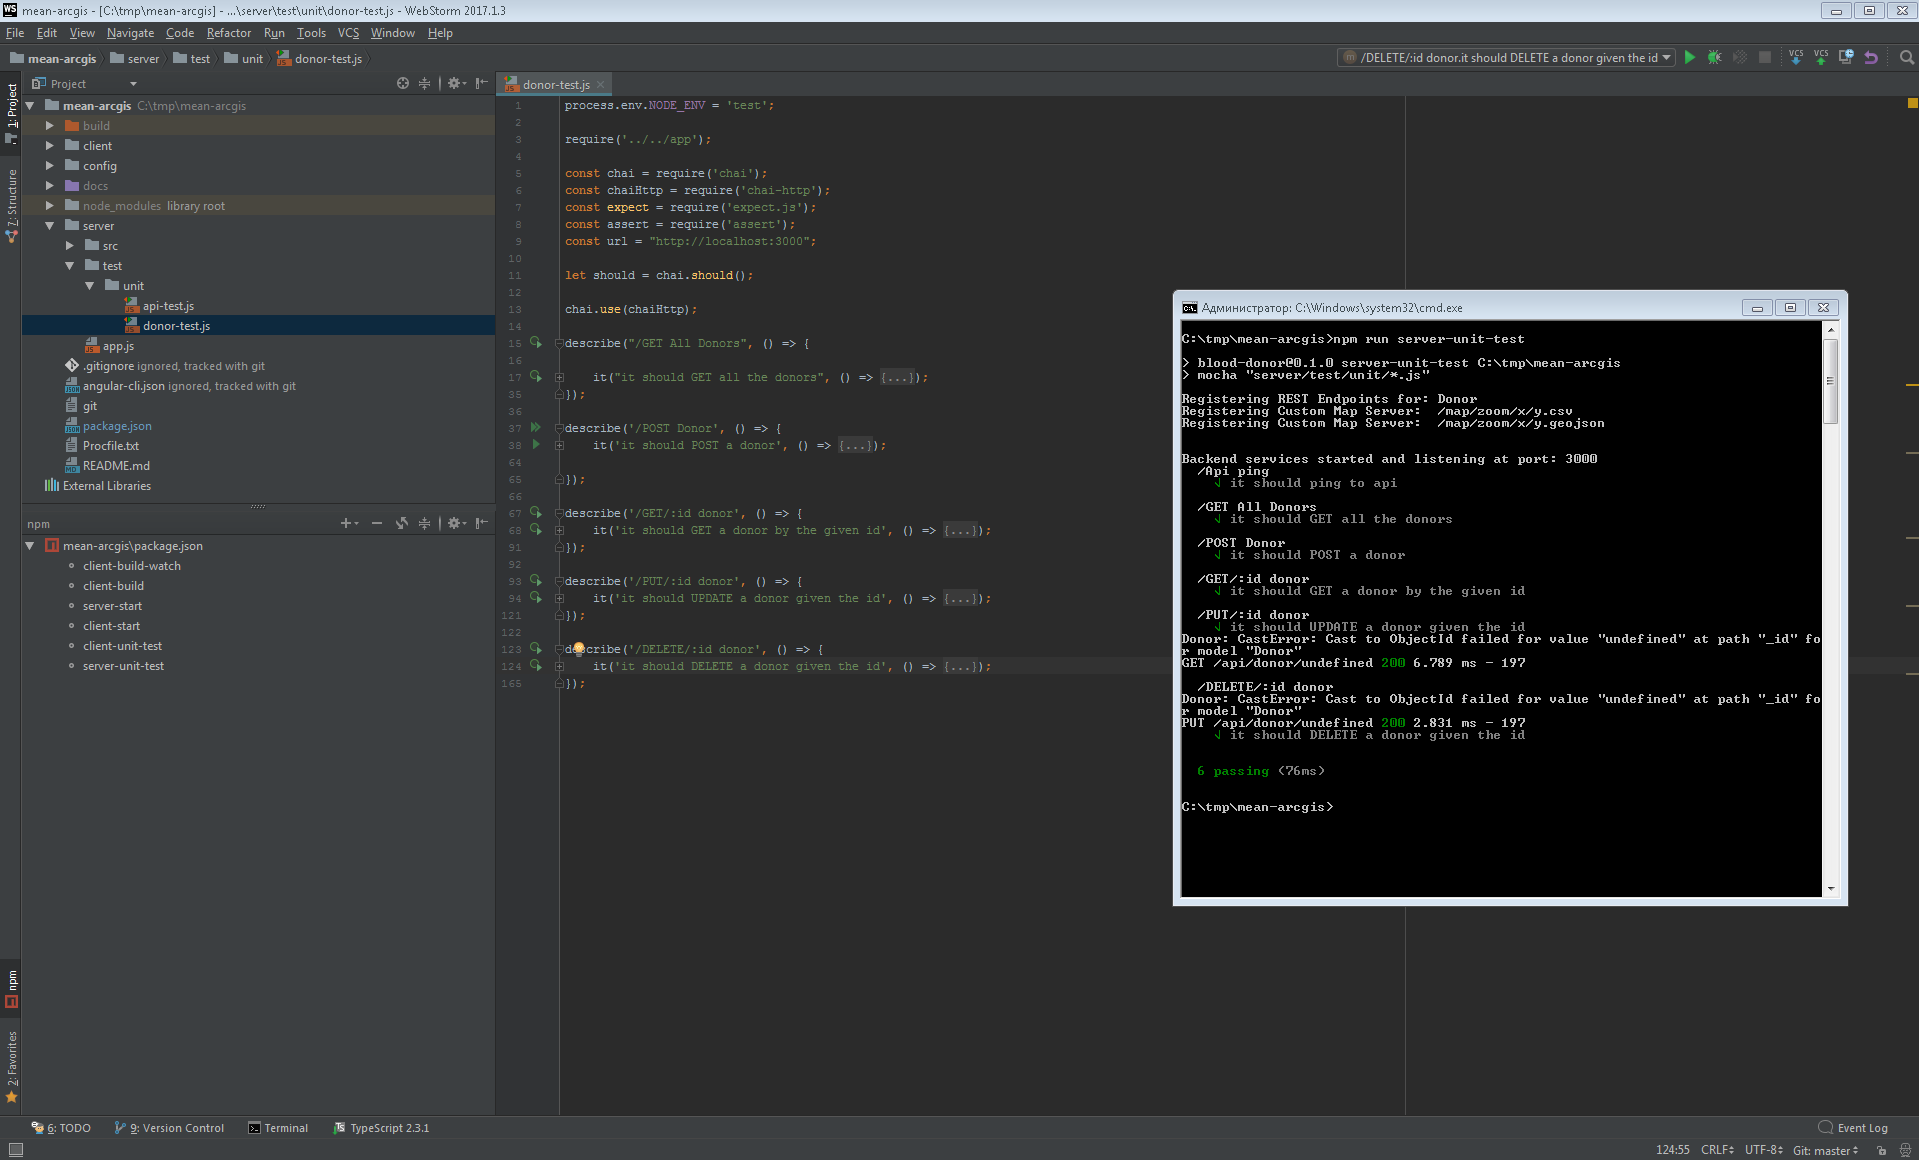 mean-arcgis - [C:\tmp\mean-arcgis] - ...\server\test\unit\donor-test.js - WebStorm 2017.1.3
File Edit View Navigate Code Refactor Run Tools VCS Window Help
mean-arcgis server test unit donor-test.js
/DELETE/:id donor.it should DELETE a donor given the id
VCS VCS
1: Project
7: Structure
npm
2: Favorites
Project
mean-arcgis C:\tmp\mean-arcgis
build
client
config
docs
node_modules library root
server
src
test
unit
api-test.js
donor-test.js
app.js
.gitignore ignored, tracked with git
angular-cli.json ignored, tracked with git
git
package.json
Procfile.txt
README.md
External Libraries
npm
mean-arcgis\package.json
client-build-watch
client-build
server-start
client-start
client-unit-test
server-unit-test
donor-test.js
1 process.env.NODE_ENV = 'test';
2
3 require('../../app');
4
5 const chai = require('chai');
6 const chaiHttp = require('chai-http');
7 const expect = require('expect.js');
8 const assert = require('assert');
9 const url = "http://localhost:3000";
10
11 let should = chai.should();
12
13 chai.use(chaiHttp);
14
15 describe("/GET All Donors", () => {
16
17 it("it should GET all the donors", () => {...});
35 });
36
37 describe('/POST Donor', () => {
38 it('it should POST a donor', () => {...});
64
65 });
66
67 describe('/GET/:id donor', () => {
68 it('it should GET a donor by the given id', () => {...});
91 });
92
93 describe('/PUT/:id donor', () => {
94 it('it should UPDATE a donor given the id', () => {...});
121 });
122
123 describe('/DELETE/:id donor', () => {
124 it('it should DELETE a donor given the id', () => {...});
165 });
Администратор: C:\Windows\system32\cmd.exe
C:\tmp\mean-arcgis>npm run server-unit-test
> blood-donor@0.1.0 server-unit-test C:\tmp\mean-arcgis
> mocha "server/test/unit/*.js"
Registering REST Endpoints for: Donor
Registering Custom Map Server: /map/zoom/x/y.csv
Registering Custom Map Server: /map/zoom/x/y.geojson
Backend services started and listening at port: 3000
/Api ping
√ it should ping to api
/GET All Donors
√ it should GET all the donors
/POST Donor
√ it should POST a donor
/GET/:id donor
√ it should GET a donor by the given id
/PUT/:id donor
√ it should UPDATE a donor given the id
Donor: CastError: Cast to ObjectId failed for value "undefined" at path "_id" fo
r model "Donor"
GET /api/donor/undefined 200 6.789 ms - 197
/DELETE/:id donor
Donor: CastError: Cast to ObjectId failed for value "undefined" at path "_id" fo
r model "Donor"
PUT /api/donor/undefined 200 2.831 ms - 197
√ it should DELETE a donor given the id
6 passing (76ms)
C:\tmp\mean-arcgis>
6: TODO 9: Version Control Terminal TypeScript 2.3.1 Event Log
124:55 CRLF UTF-8 Git: master